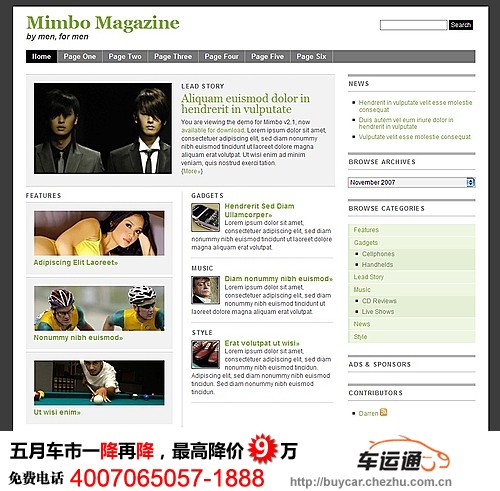 Mimbo Magazine
by men, for men
Search
Home Page One Page Two Page Three Page Four Page Five Page Six
LEAD STORY
Aliquam euismod dolor in
hendrerit in vulputate
You are viewing the demo for Mimbo v2.1, now
available for download. Lorem ipsum dolor sit amet,
consectetuer adipiscing elit, sed diam nonummy nibh
euismod tincidunt ut laoreet dolore magna
aliquam erat volutpat. Ut wisi enim ad minim
veniam, quis nostrud exerci tation.
(More»)
FEATURES
Adipiscing Elit Laoreet»
Nonummy nibh euismod»
Ut wisi enim»
GADGETS
Hendrerit Sed Diam
Ullamcorper»
Lorem ipsum dolor sit amet,
consectetuer adipiscing elit, sed diam
nonummy nibh euismod tincidunt ut laoreet dolore
magna aliquam erat volutpat.
MUSIC
Diam nonummy nibh euismod»
Lorem ipsum dolor sit amet,
consectetuer adipiscing elit, sed diam
nonummy nibh euismod tincidunt ut
laoreet dolore magna aliquam erat volutpat.
STYLE
Erat volutpat ut wisi»
Lorem ipsum dolor sit amet,
consectetuer adipiscing elit, sed diam
nonummy nibh euismod tincidun.
Adipiscing elit, sed diam nonummy nibh euismod
tincidun. Lorem ipsum dolor sit amet, consectetuer
adipiscing elit, sed diam nonummy nibh euismod
tincidunt.
NEWS
Hendrerit in vulputate velit esse molestie
consequat
Duis autem vel eum iriure dolor in
hendrerit in vulputate
Vulputate velit esse molestie consequat
BROWSE ARCHIVES
November 2007
BROWSE CATEGORIES
Features
Gadgets
Cellphones
Handhelds
Lead Story
Music
CD Reviews
Live Shows
News
Style
ADS & SPONSORS
CONTRIBUTORS
Darren
五月车市一降再降，最高降价9万
免费电话 4007065057-1888
车运通
http://buycar.chezhu.com.cn